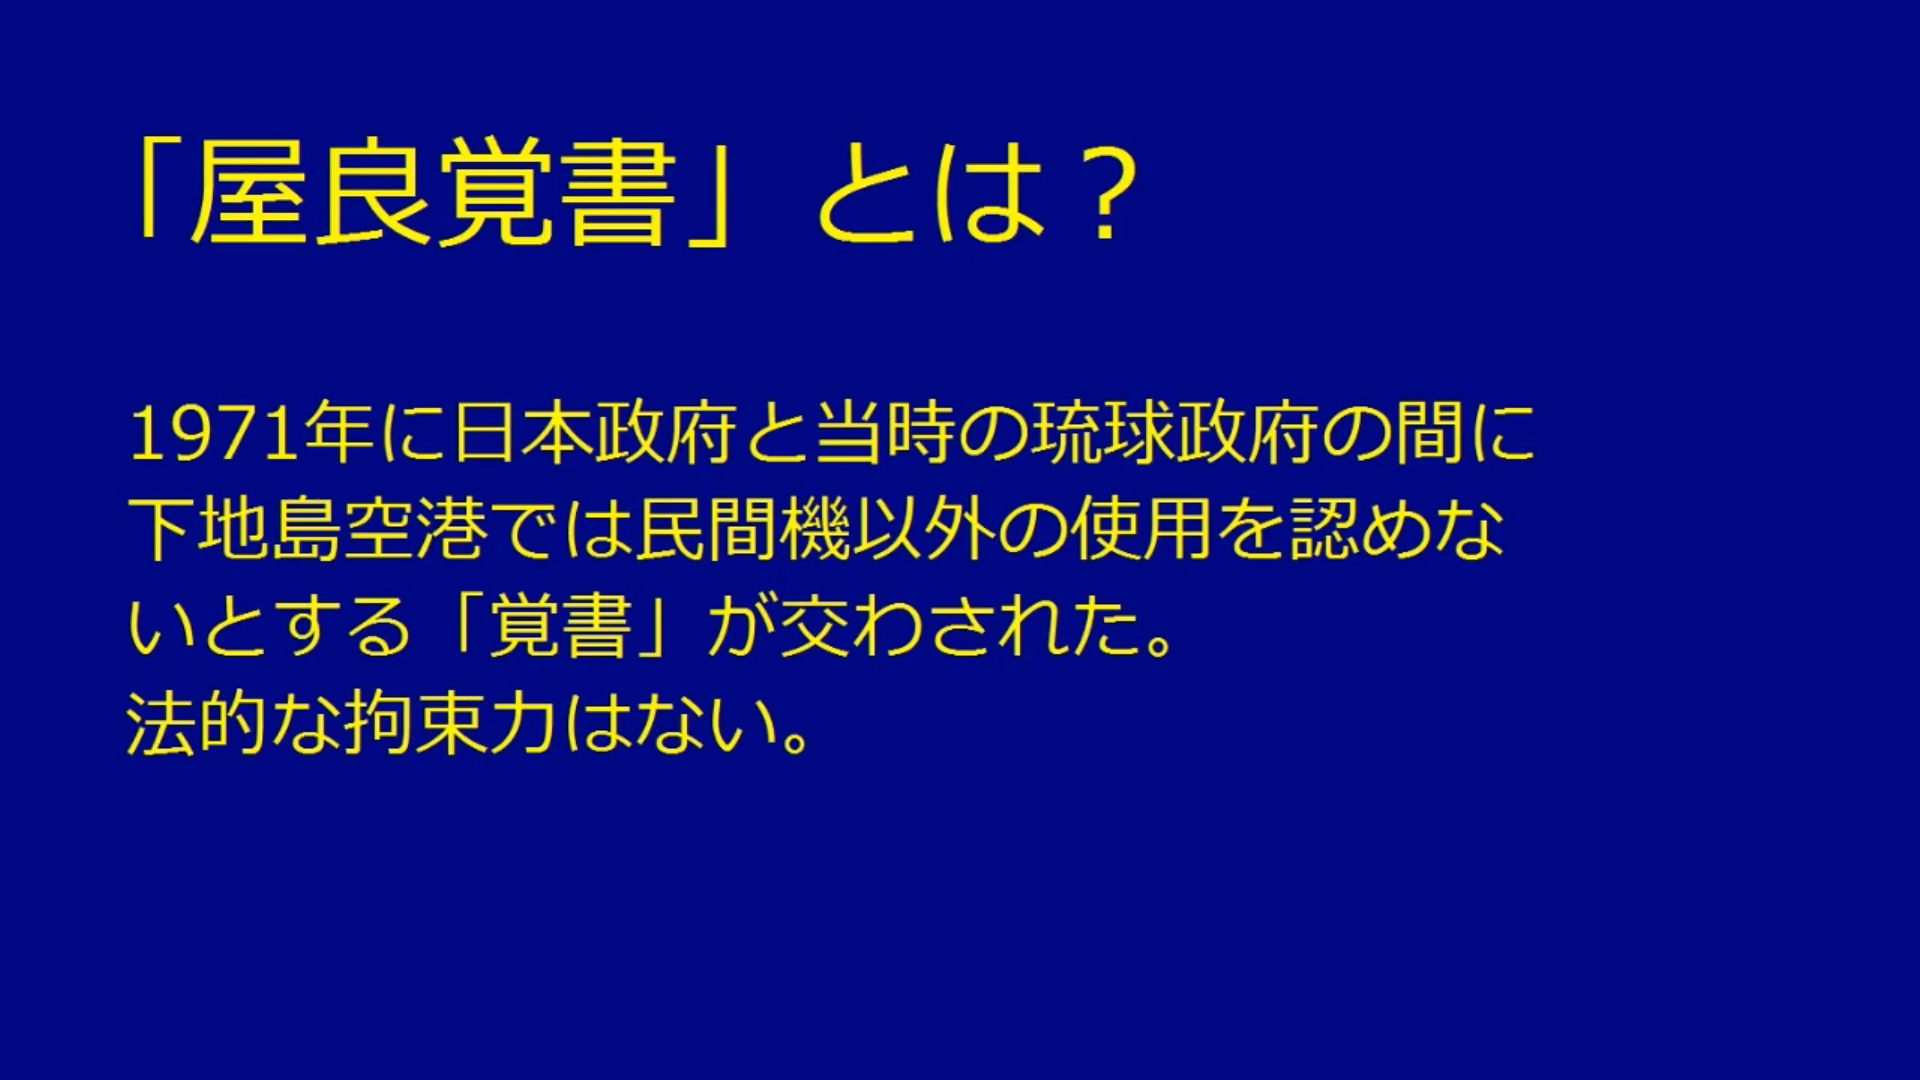 「屋良覚書」とは？
1971年に日本政府と当時の琉球政府の間に
下地島空港では民間機以外の使用を認めな
いとする「覚書」が交わされた。
法的な拘束力はない。